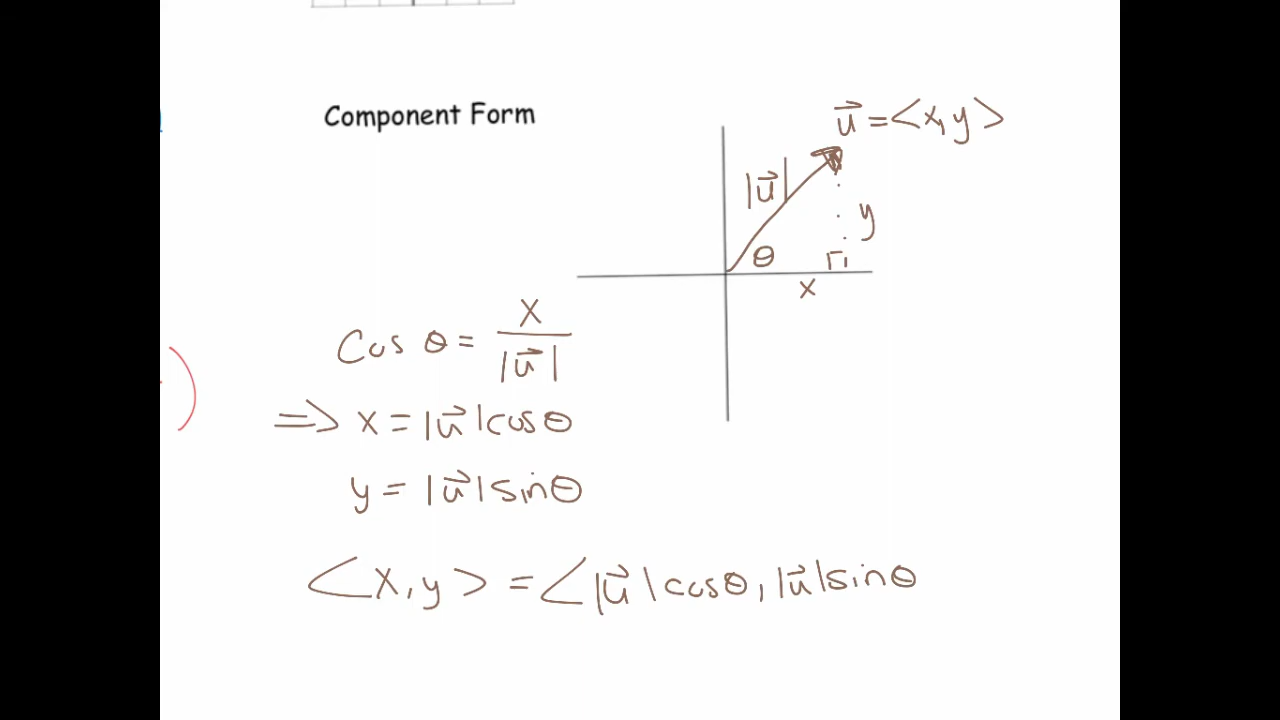 Component Form
u⃗ = <x, y>
|u⃗|
y
θ
x
Cos θ = x / |u⃗|
=> x = |u⃗| cos θ
y = |u⃗| sin θ
<x, y> = <|u⃗| cos θ, |u⃗| sin θ